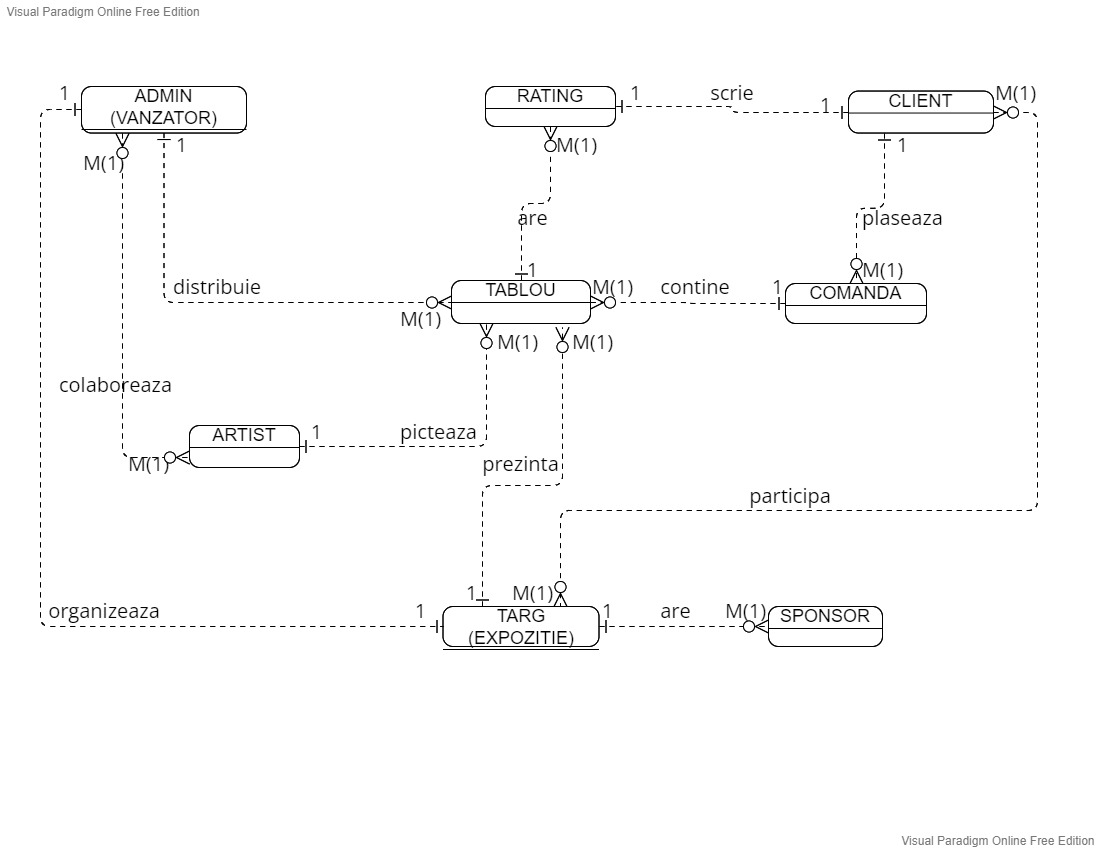 Visual Paradigm Online Free Edition
1
ADMIN
(VANZATOR)
RATING
1
scrie
1
CLIENT
M(1)
M(1)
1
M(1)
1
are
plaseaza
distribuie
M(1)
1
TABLOU
M(1)
contine
1
M(1)
COMANDA
M(1)
M(1)
colaboreaza
ARTIST
1
picteaza
M(1)
prezinta
participa
organizeaza
1
1
M(1)
TARG
(EXPOZITIE)
1
are
M(1)
SPONSOR
Visual Paradigm Online Free Edition